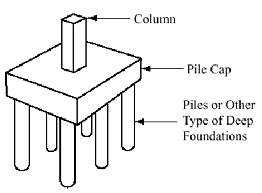 Column
Pile Cap
Piles or Other
Type of Deep
Foundations